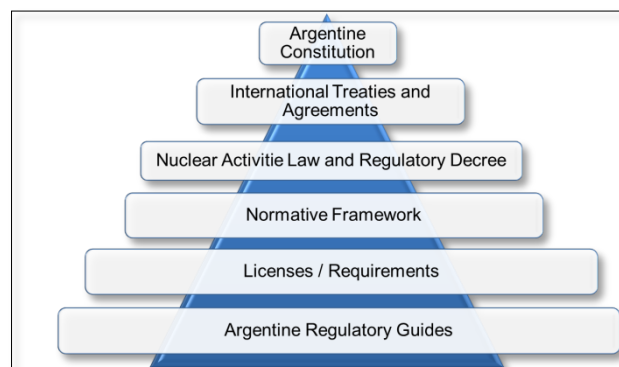 Argentine
Constitution
International Treaties and
Agreements
Nuclear Activitie Law and Regulatory Decree
Normative Framework
Licenses / Requirements
Argentine Regulatory Guides